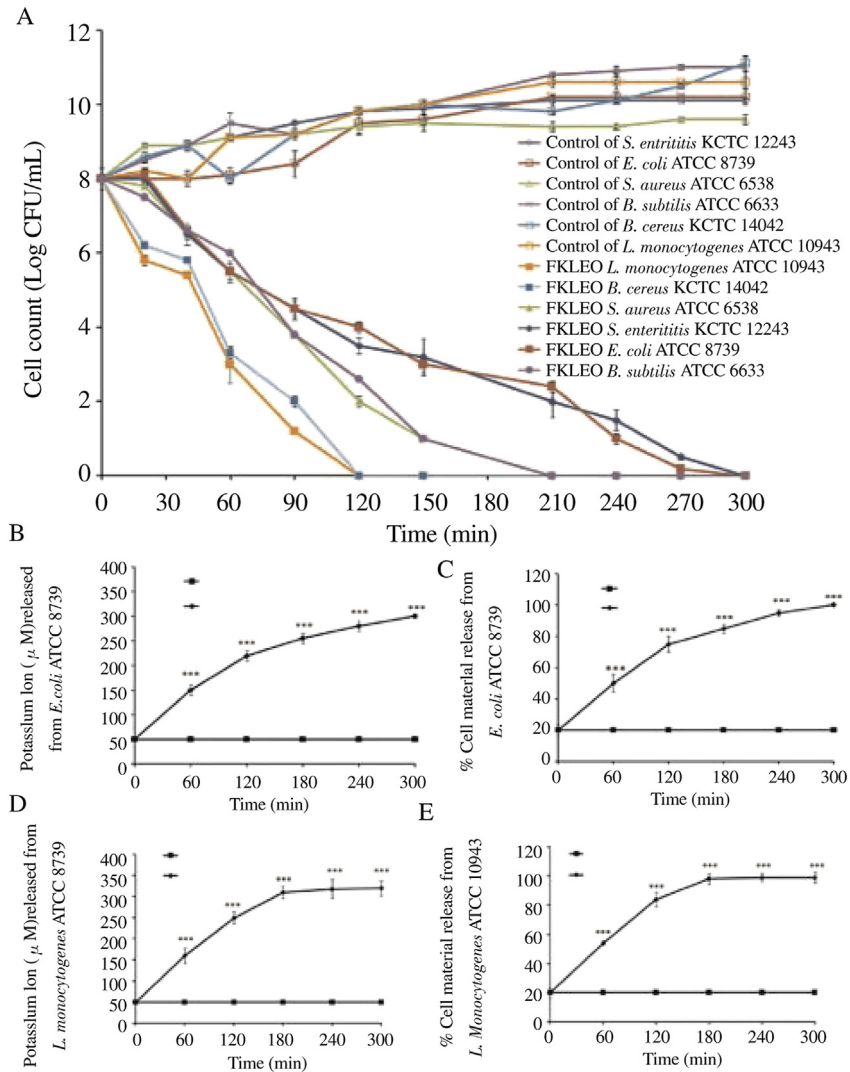 A
12
10
8
6
4
2
0
Cell count (Log CFU/mL)
Control of S. entrititis KCTC 12243
Control of E. coli ATCC 8739
Control of S. aureus ATCC 6538
Control of B. subtilis ATCC 6633
Control of B. cereus KCTC 14042
Control of L. monocytogenes ATCC 10943
FKLEO L. monocytogenes ATCC 10943
FKLEO B. cereus KCTC 14042
FKLEO S. aureus ATCC 6538
FKLEO S. enterititis KCTC 12243
FKLEO E. coli ATCC 8739
FKLEO B. subtilis ATCC 6633
0 30 60 90 120 150 180 210 240 270 300
Time (min)
B
Potasslum Ion ( μ M)released
from E.coli ATCC 8739
400
350
300
250
200
150
100
50
0
*** *** *** *** ***
0 60 120 180 240 300
Time (min)
C
% Cell materlal release from
E. coli ATCC 8739
120
100
80
60
40
20
0
*** *** *** *** ***
0 60 120 180 240 300
Time (min)
D
Potasslum Ion ( μ M)released from
L. monocytogenes ATCC 8739
400
350
300
250
200
150
100
50
0
*** *** *** *** ***
0 60 120 180 240 300
Time (min)
E
% Cell material release from
L. Monocytogenes ATCC 10943
120
100
80
60
40
20
0
*** *** *** *** ***
0 60 120 180 240 300
Time (min)